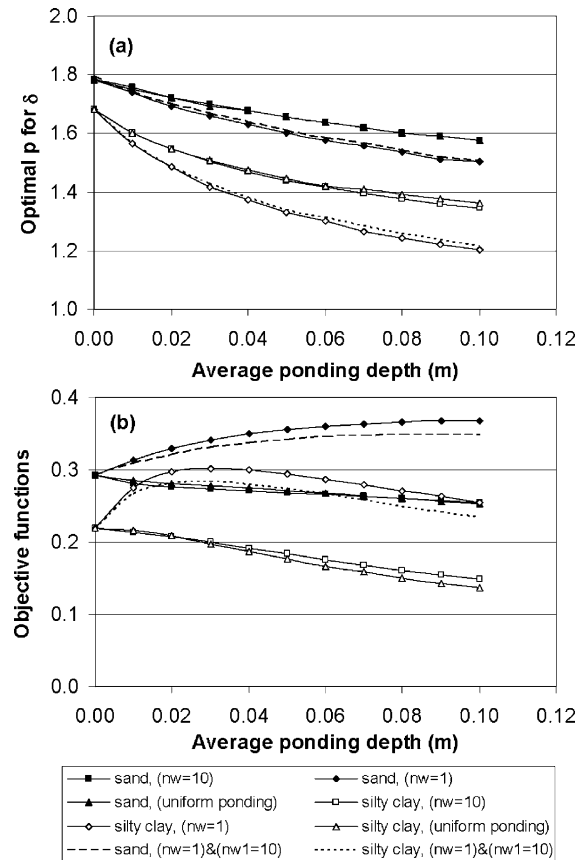 2.0
(a)
1.8
1.6
1.4
1.2
1.0
Optimal p for δ
0.00 0.02 0.04 0.06 0.08 0.10 0.12
Average ponding depth (m)
0.4
(b)
0.3
0.2
0.1
0.0
Objective functions
0.00 0.02 0.04 0.06 0.08 0.10 0.12
Average ponding depth (m)
sand, (nw=10) sand, (nw=1)
sand, (uniform ponding) silty clay, (nw=10)
silty clay, (nw=1) silty clay, (uniform ponding)
sand, (nw=1)&(nw1=10) silty clay, (nw=1)&(nw1=10)